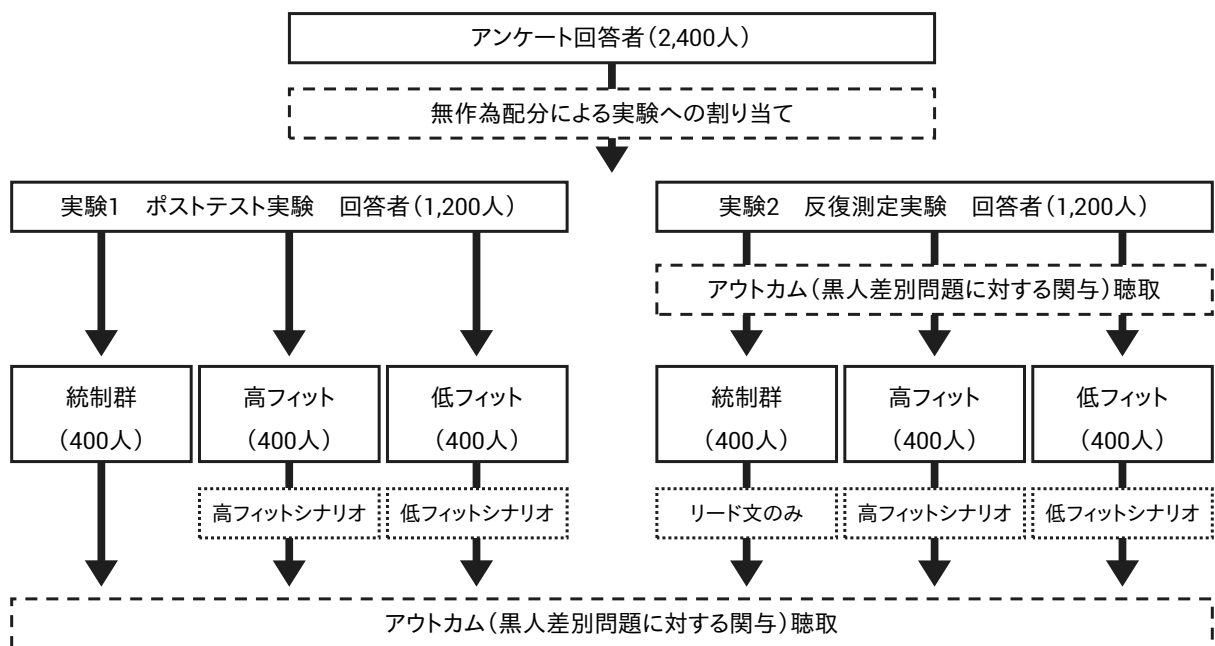 アンケート回答者(2,400人)
無作為配分による実験への割り当て
実験1　ポストテスト実験　回答者(1,200人)
実験2　反復測定実験　回答者(1,200人)
アウトカム(黒人差別問題に対する関与)聴取
統制群
(400人)
高フィット
(400人)
低フィット
(400人)
統制群
(400人)
高フィット
(400人)
低フィット
(400人)
高フィットシナリオ
低フィットシナリオ
リード文のみ
高フィットシナリオ
低フィットシナリオ
アウトカム(黒人差別問題に対する関与)聴取